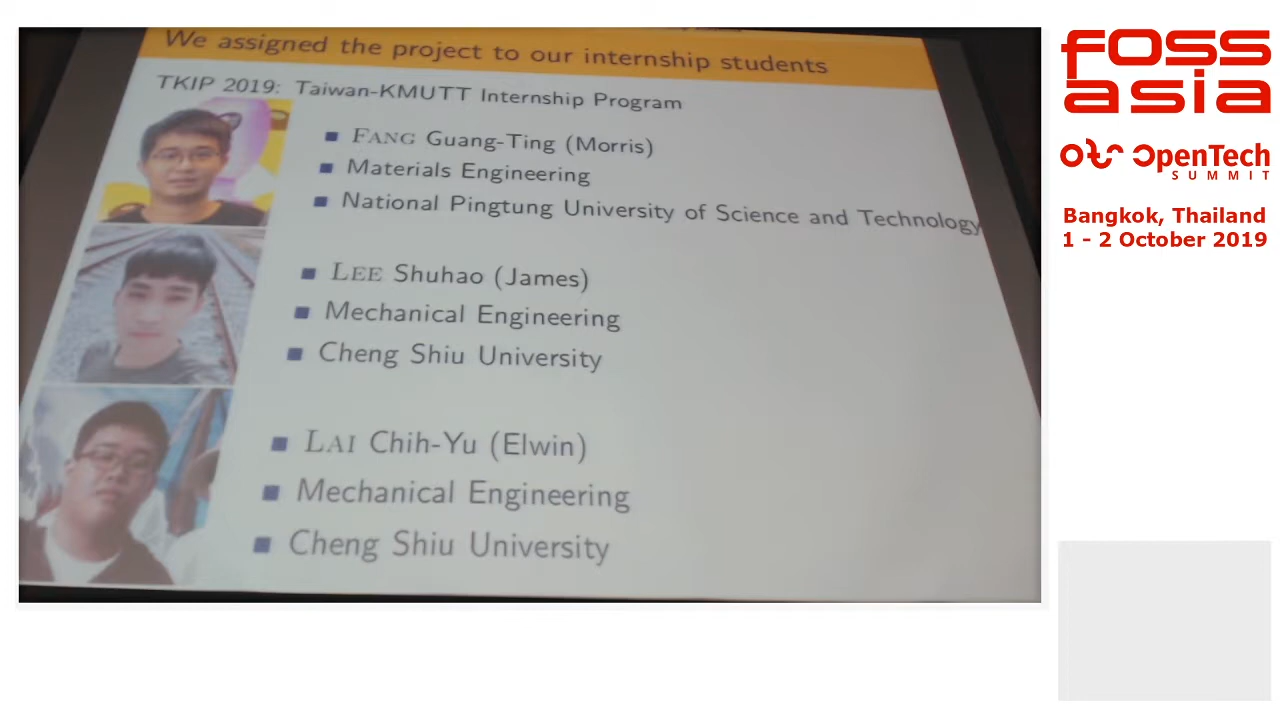 We assigned the project to our internship students
TKIP 2019: Taiwan-KMUTT Internship Program
FANG Guang-Ting (Morris)
Materials Engineering
National Pingtung University of Science and Technology
LEE Shuhao (James)
Mechanical Engineering
Cheng Shiu University
LAI Chih-Yu (Elwin)
Mechanical Engineering
Cheng Shiu University
FOSS
asia
OpenTech
SUMMIT
Bangkok, Thailand
1 - 2 October 2019